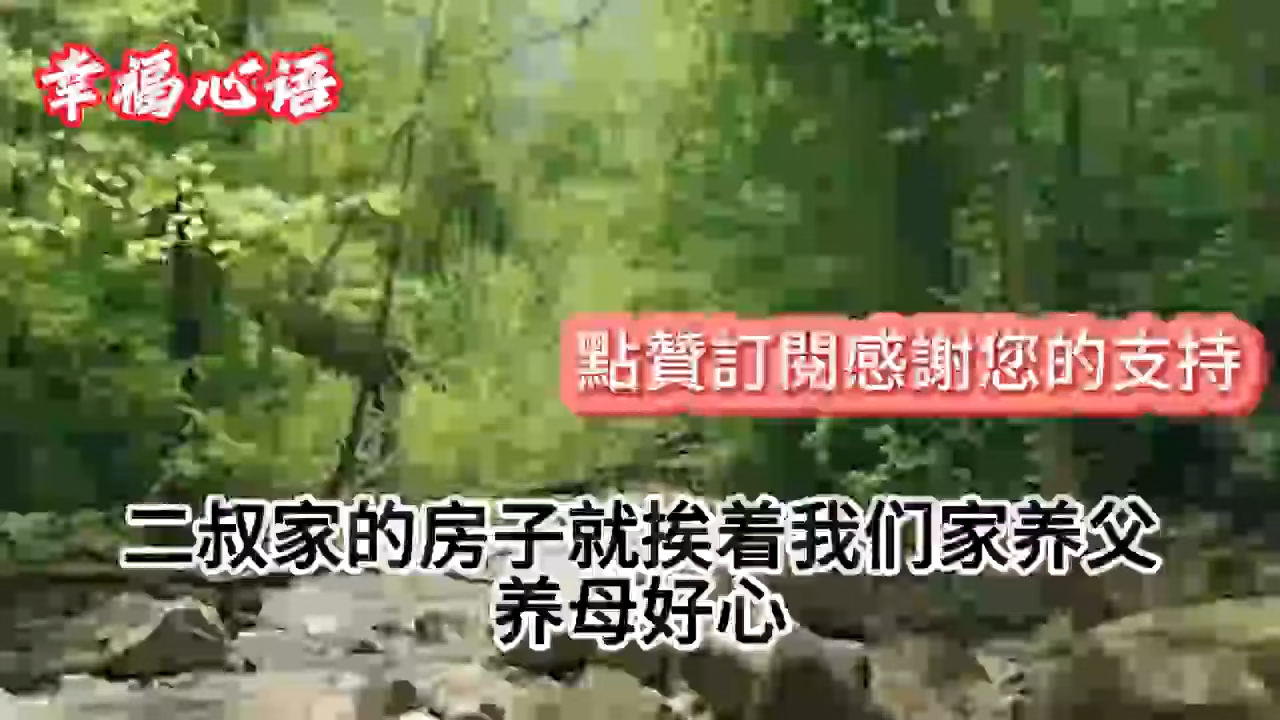 幸福心语
點贊訂閱感謝您的支持
二叔家的房子就挨着我们家养父
养母好心